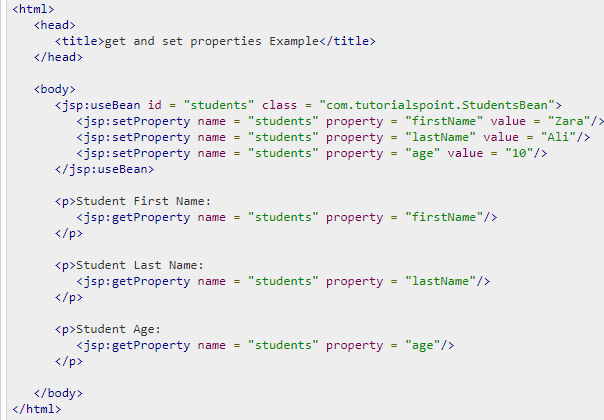 <html>
<head>
<title>get and set properties Example</title>
</head>
<body>
<jsp:useBean id = "students" class = "com.tutorialspoint.StudentsBean">
<jsp:setProperty name = "students" property = "firstName" value = "Zara"/>
<jsp:setProperty name = "students" property = "lastName" value = "Ali"/>
<jsp:setProperty name = "students" property = "age" value = "10"/>
</jsp:useBean>
<p>Student First Name:
<jsp:getProperty name = "students" property = "firstName"/>
</p>
<p>Student Last Name:
<jsp:getProperty name = "students" property = "lastName"/>
</p>
<p>Student Age:
<jsp:getProperty name = "students" property = "age"/>
</p>
</body>
</html>